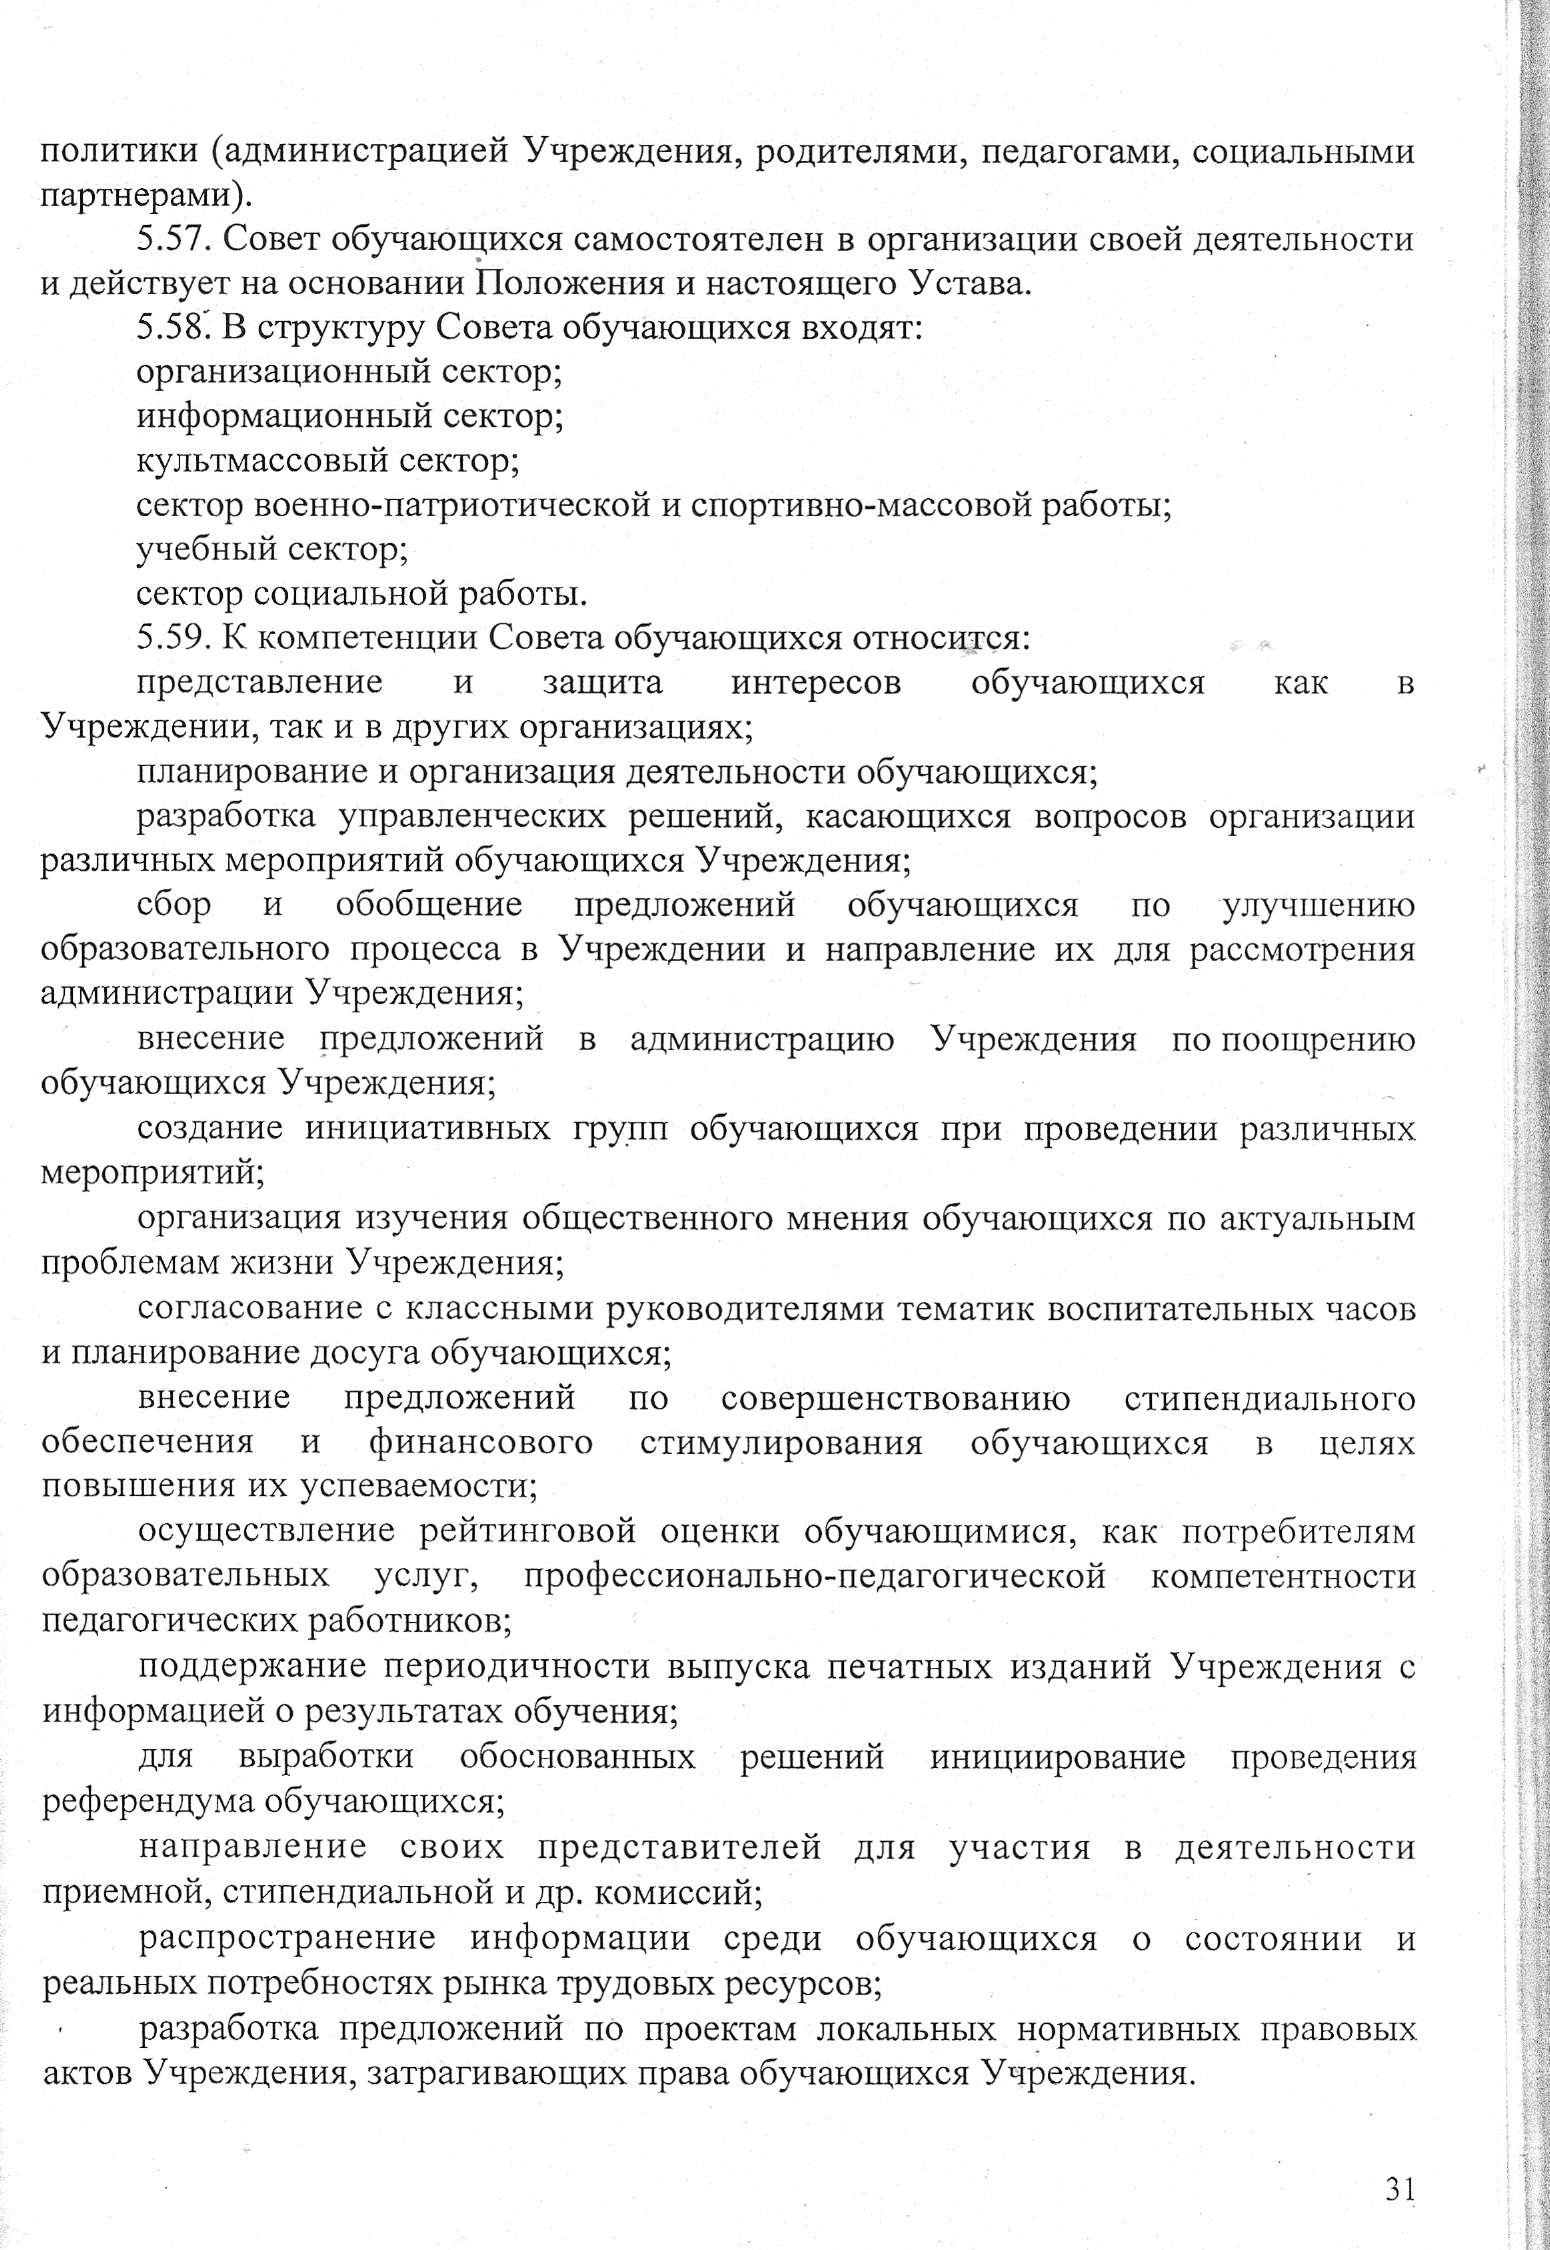 политики (администрацией Учреждения, родителями, педагогами, социальными
партнерами).
5.57. Совет обучающихся самостоятелен в организации своей деятельности
и действует на основании Положения и настоящего Устава.
5.58. В структуру Совета обучающихся входят:
организационный сектор;
информационный сектор;
культмассовый сектор;
сектор военно-патриотической и спортивно-массовой работы;
учебный сектор;
сектор социальной работы.
5.59. К компетенции Совета обучающихся относится:
представление и защита интересов обучающихся как в
Учреждении, так и в других организациях;
планирование и организация деятельности обучающихся;
разработка управленческих решений, касающихся вопросов организации
различных мероприятий обучающихся Учреждения;
сбор и обобщение предложений обучающихся по улучшению
образовательного процесса в Учреждении и направление их для рассмотрения
администрации Учреждения;
внесение предложений в администрацию Учреждения по поощрению
обучающихся Учреждения;
создание инициативных групп обучающихся при проведении различных
мероприятий;
организация изучения общественного мнения обучающихся по актуальным
проблемам жизни Учреждения;
согласование с классными руководителями тематик воспитательных часов
и планирование досуга обучающихся;
внесение предложений по совершенствованию стипендиального
обеспечения и финансового стимулирования обучающихся в целях
повышения их успеваемости;
осуществление рейтинговой оценки обучающимися, как потребителям
образовательных услуг, профессионально-педагогической компетентности
педагогических работников;
поддержание периодичности выпуска печатных изданий Учреждения с
информацией о результатах обучения;
для выработки обоснованных решений инициирование проведения
референдума обучающихся;
направление своих представителей для участия в деятельности
приемной, стипендиальной и др. комиссий;
распространение информации среди обучающихся о состоянии и
реальных потребностях рынка трудовых ресурсов;
разработка предложений по проектам локальных нормативных правовых
актов Учреждения, затрагивающих права обучающихся Учреждения.
31